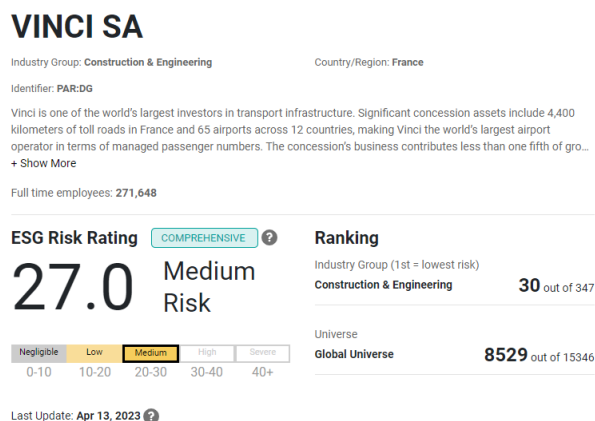 VINCI SA
Industry Group: Construction & Engineering
Country/Region: France
Identifier: PAR:DG
Vinci is one of the world's largest investors in transport infrastructure. Significant concession assets include 4,400
kilometers of toll roads in France and 65 airports across 12 countries, making Vinci the world's largest airport
operator in terms of managed passenger numbers. The concession's business contributes less than one fifth of gro...
+ Show More
Full time employees: 271,648
ESG Risk Rating COMPREHENSIVE ?
27.0 Medium
Risk
Negligible Low Medium High Severe
0-10 10-20 20-30 30-40 40+
Last Update: Apr 13, 2023 ?
Ranking
Industry Group (1st = lowest risk)
Construction & Engineering 30 out of 347
Universe
Global Universe 8529 out of 15346